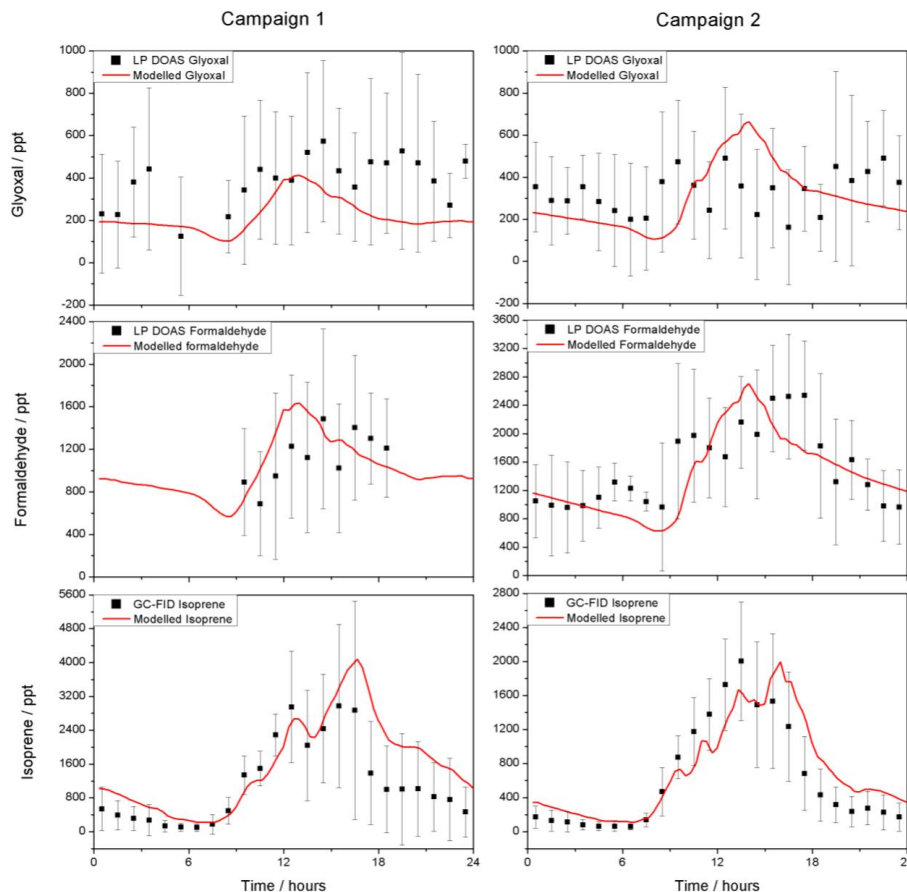 Campaign 1
Campaign 2
LP DOAS Glyoxal
Modelled Glyoxal
Glyoxal / ppt
1000
800
600
400
200
0
-200
LP DOAS Glyoxal
Modelled Glyoxal
1000
800
600
400
200
0
-200
LP DOAS Formaldehyde
Modelled formaldehyde
Formaldehyde / ppt
2400
2000
1600
1200
800
400
0
LP DOAS Formaldehyde
Modelled Formaldehyde
3600
3200
2800
2400
2000
1600
1200
800
400
0
GC-FID Isoprene
Modelled Isoprene
Isoprene / ppt
5600
4800
4000
3200
2400
1600
800
0
0 6 12 18 24
Time / hours
GC-FID Isoprene
Modelled Isoprene
2800
2400
2000
1600
1200
800
400
0
0 6 12 18 24
Time / hours